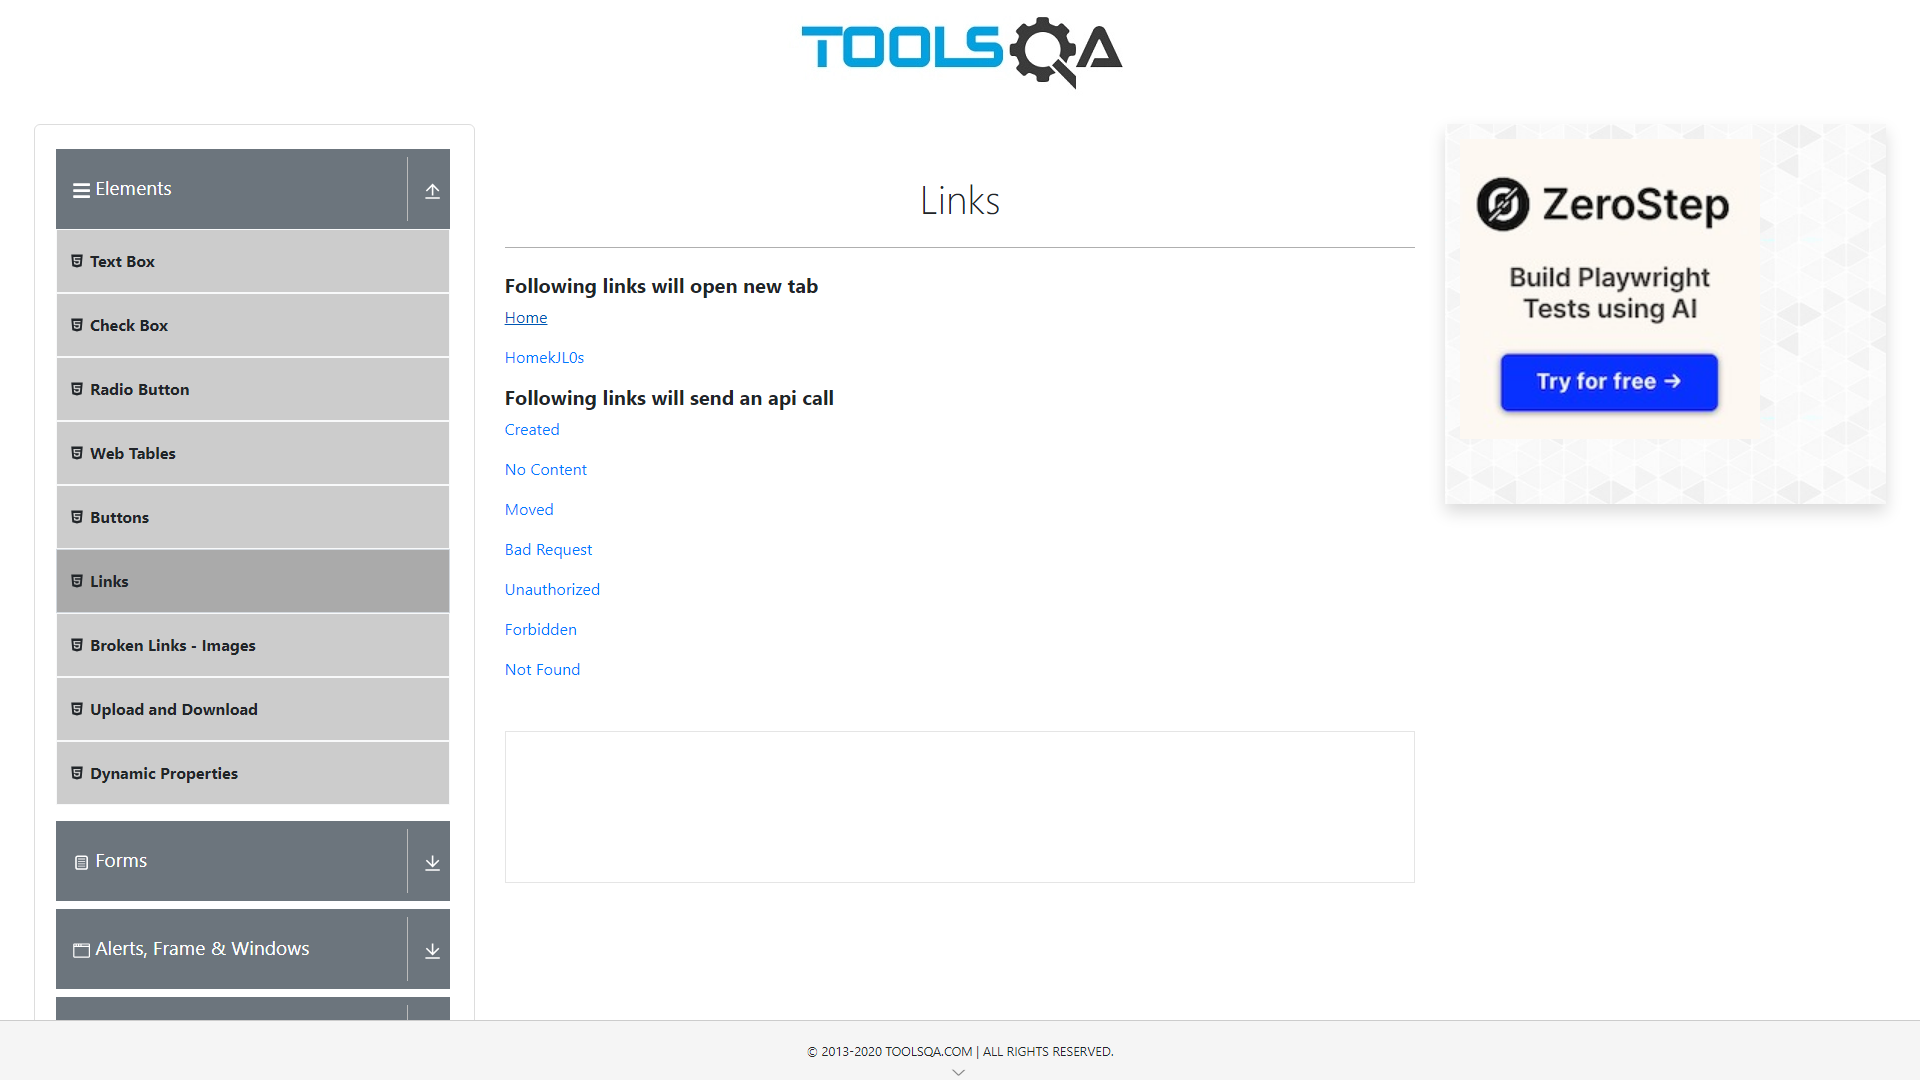 TOOLSQA
Elements
Text Box
Check Box
Radio Button
Web Tables
Buttons
Links
Broken Links - Images
Upload and Download
Dynamic Properties
Forms
Alerts, Frame & Windows
Links
Following links will open new tab
Home
HomekJL0s
Following links will send an api call
Created
No Content
Moved
Bad Request
Unauthorized
Forbidden
Not Found
ZeroStep
Build Playwright
Tests using AI
Try for free →
© 2013-2020 TOOLSQA.COM | ALL RIGHTS RESERVED.